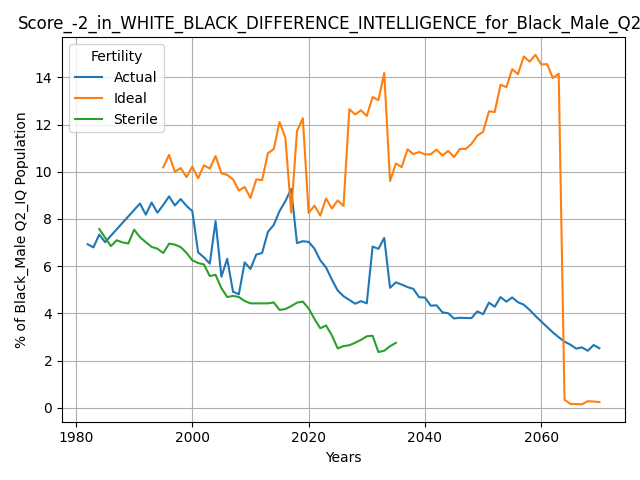 Score_-2_in_WHITE_BLACK_DIFFERENCE_INTELLIGENCE_for_Black_Male_Q2
Fertility
Actual
Ideal
Sterile
14
12
10
8
6
4
2
0
% of Black_Male Q2_IQ Population
1980
2000
2020
2040
2060
Years